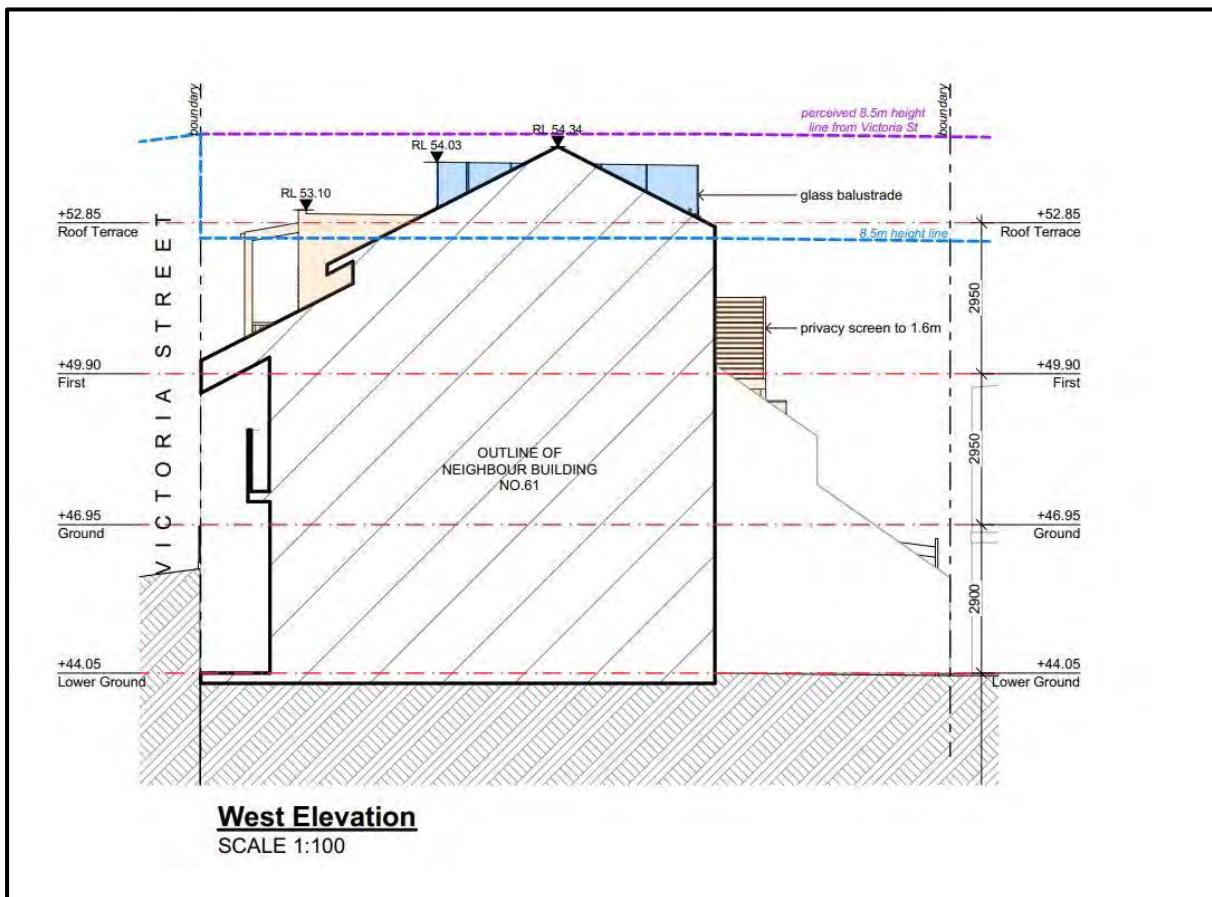 boundary
boundary
perceived 8.5m height
line from Victoria St
RL 54.34
RL 54.03
RL 53.10
glass balustrade
+52.85
Roof Terrace
+52.85
Roof Terrace
8.5m height line
VICTORIA STREET
2950
privacy screen to 1.6m
+49.90
First
+49.90
First
OUTLINE OF
NEIGHBOUR BUILDING
NO.61
2950
+46.95
Ground
+46.95
Ground
2900
+44.05
Lower Ground
+44.05
Lower Ground
West Elevation
SCALE 1:100